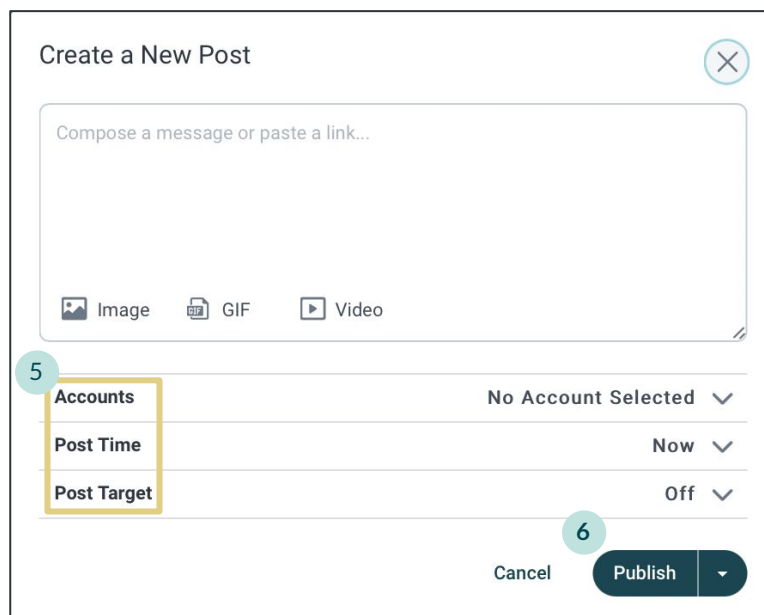 Create a New Post
Compose a message or paste a link...
Image GIF Video
5
Accounts No Account Selected
Post Time Now
Post Target Off
6
Cancel Publish